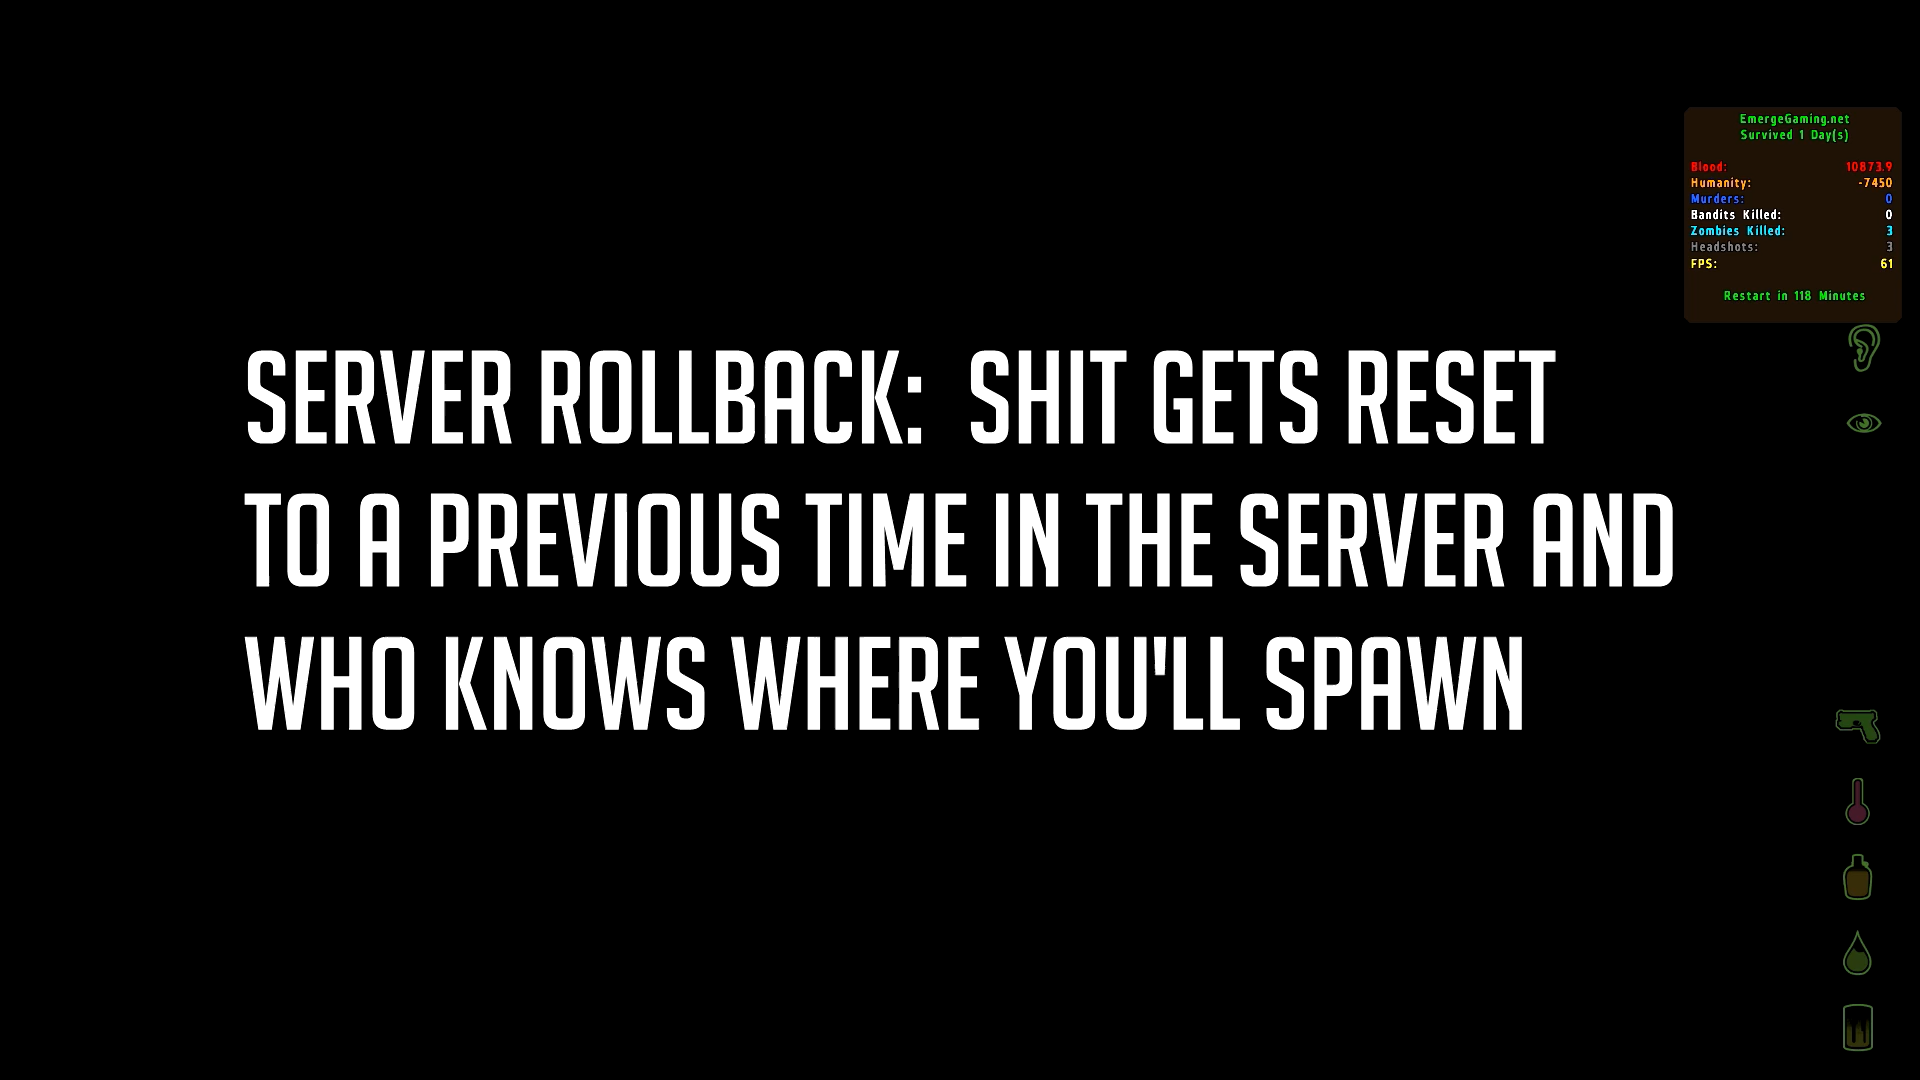 EmergeGaming.net
Survived 1 Day(s)
Blood: 10873.9
Humanity: -7450
Murders: 0
Bandits Killed: 0
Zombies Killed: 3
Headshots: 3
FPS: 61
Restart in 118 Minutes
SERVER ROLLBACK: SHIT GETS RESET
TO A PREVIOUS TIME IN THE SERVER AND
WHO KNOWS WHERE YOU'LL SPAWN